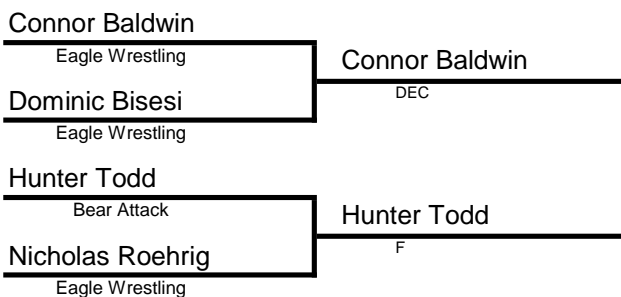 Connor Baldwin
Eagle Wrestling
Connor Baldwin
DEC
Dominic Bisesi
Eagle Wrestling
Hunter Todd
Bear Attack
Hunter Todd
F
Nicholas Roehrig
Eagle Wrestling